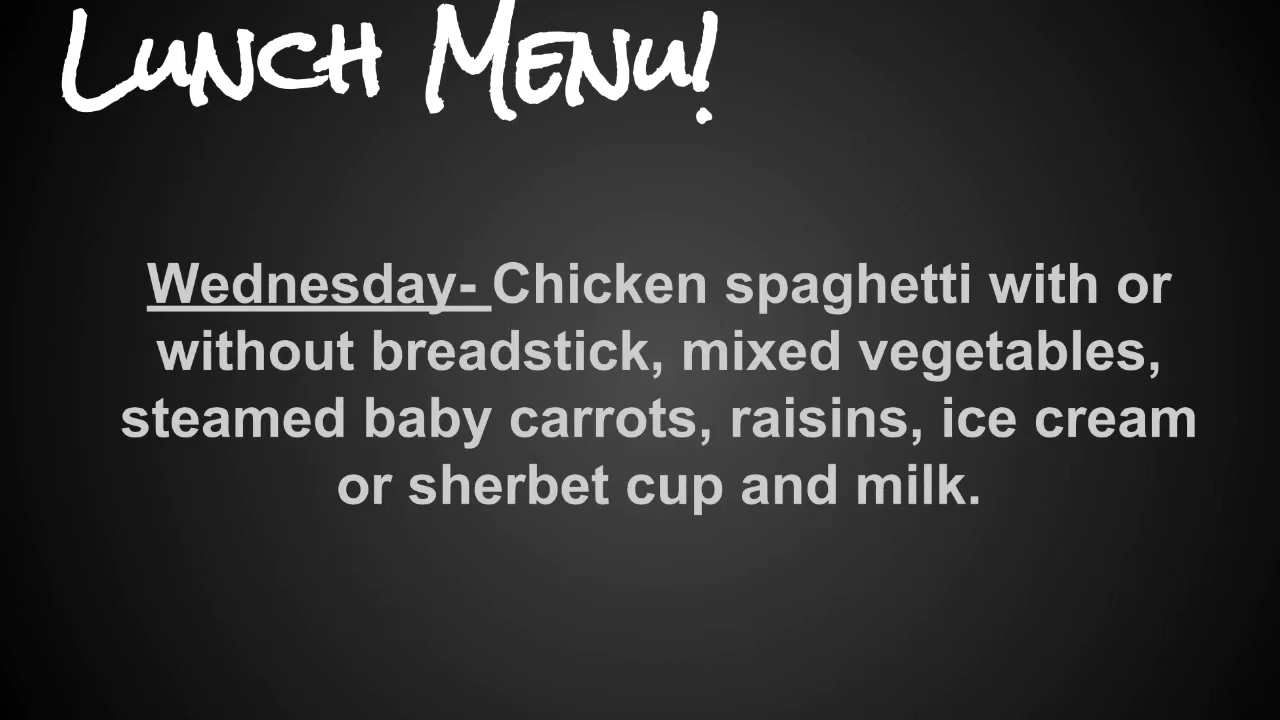 Lunch Menu!
Wednesday- Chicken spaghetti with or
without breadstick, mixed vegetables,
steamed baby carrots, raisins, ice cream
or sherbet cup and milk.